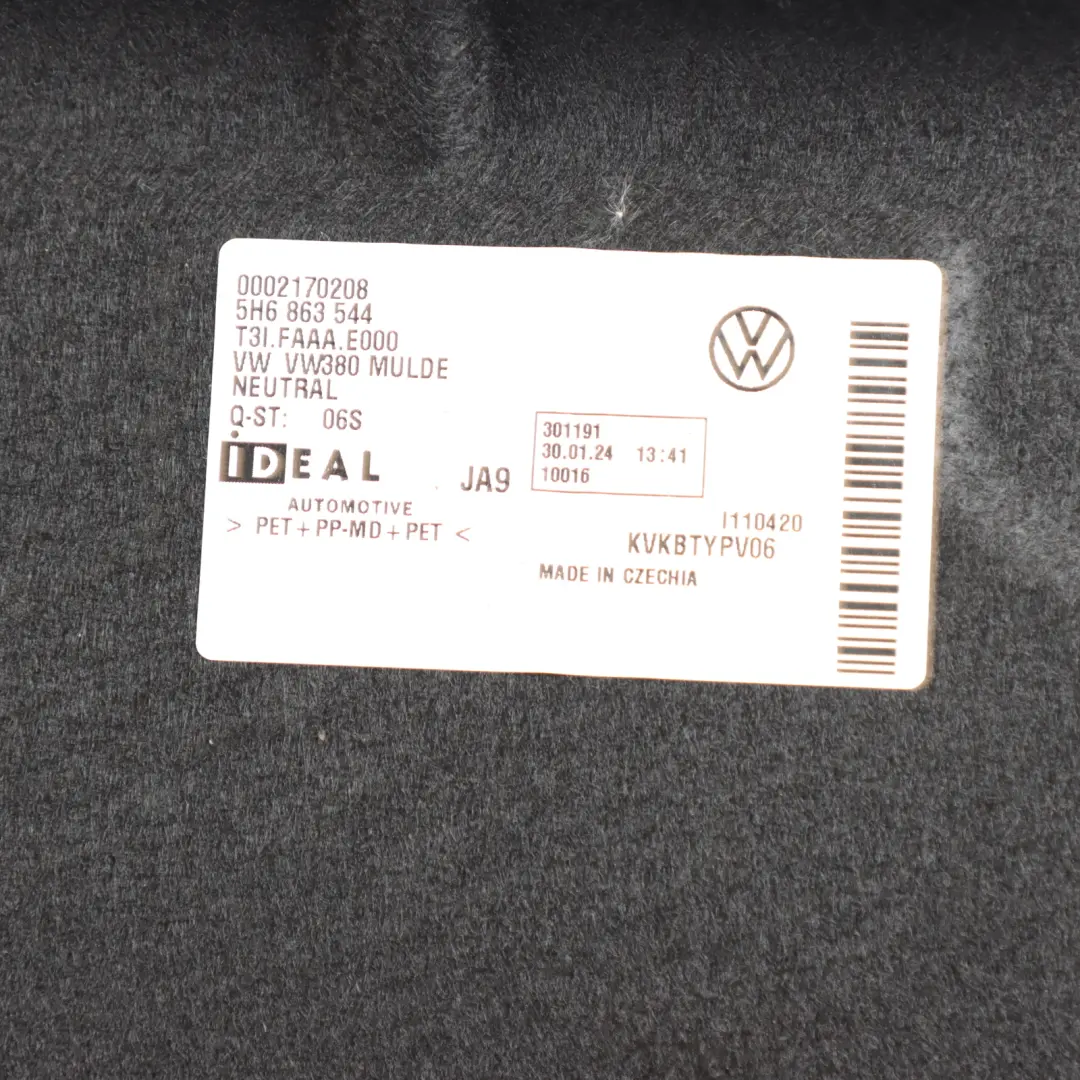 0002170208
5H6 863 544
T3I.FAAA.E000
VW VW380 MULDE
NEUTRAL
Q-ST: 06S
iDEAL
AUTOMOTIVE
> PET+PP-MD+PET <
JA9
301191
30.01.24 13:41
10016
I110420
KVKBTYPV06
MADE IN CZECHIA
VW